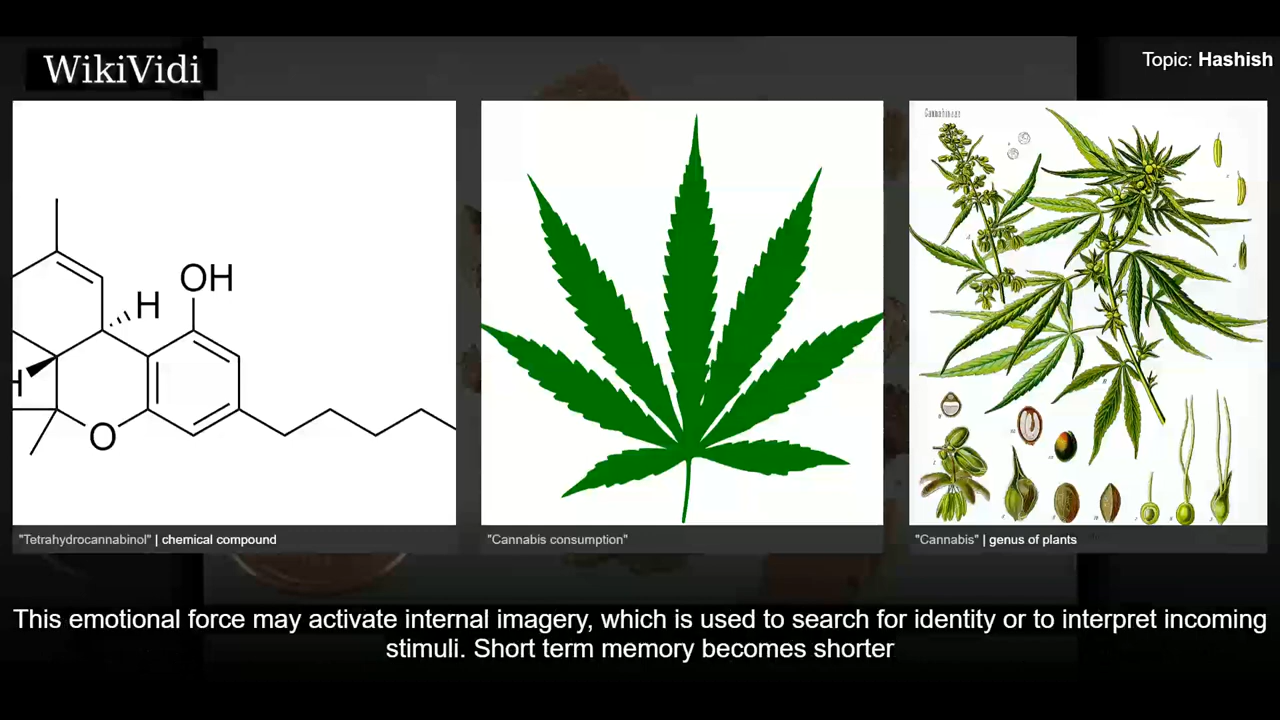 WikiVidi
Topic: Hashish
OH
H
H
O
Cannabinaceae
"Tetrahydrocannabinol" | chemical compound
"Cannabis consumption"
"Cannabis" | genus of plants
This emotional force may activate internal imagery, which is used to search for identity or to interpret incoming
stimuli. Short term memory becomes shorter